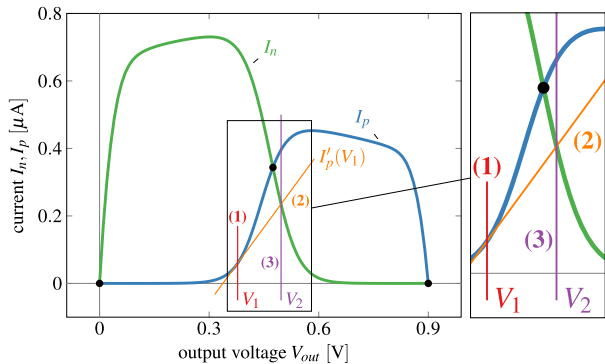 current I_n, I_p [μA]
0.8
0.6
0.4
0.2
0
0
0.3
0.6
0.9
output voltage V_out [V]
I_n
I_p
I'_p(V_1)
(1)
(2)
(3)
V_1
V_2
(1)
(2)
(3)
V_1
V_2